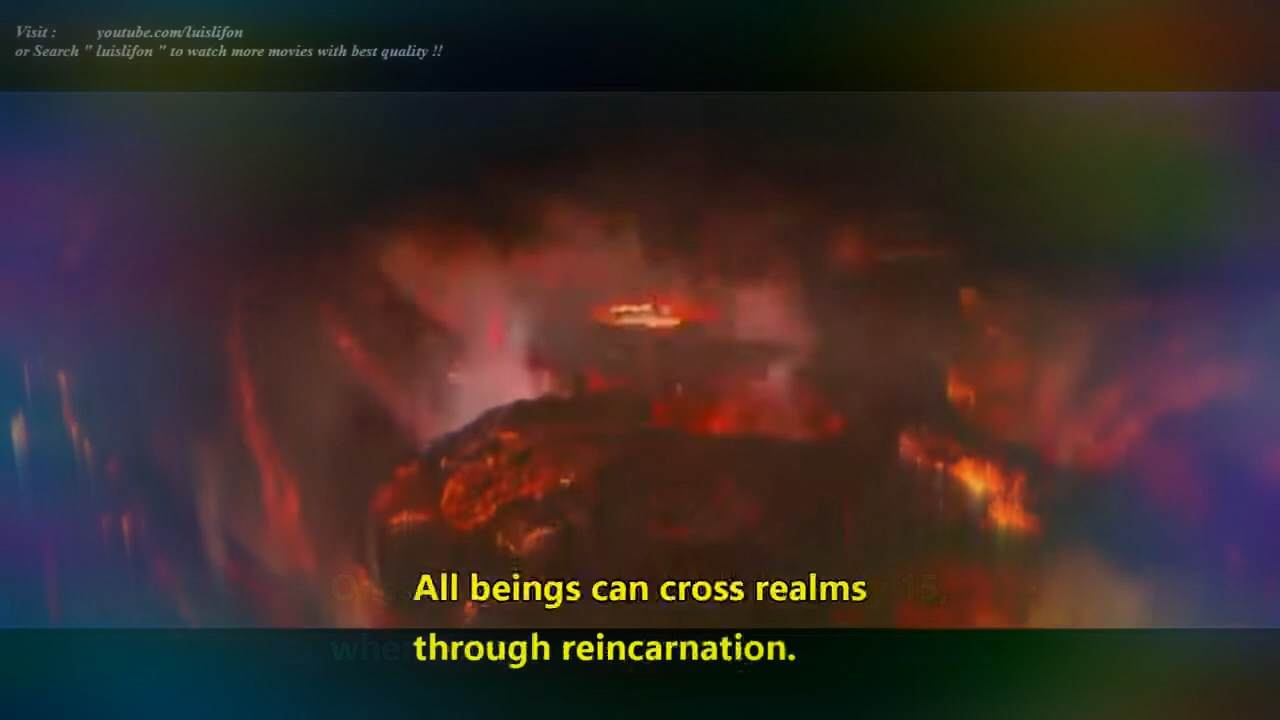 Visit : youtube.com/luislifon
or Search " luislifon " to watch more movies with best quality !!
All beings can cross realms
through reincarnation.